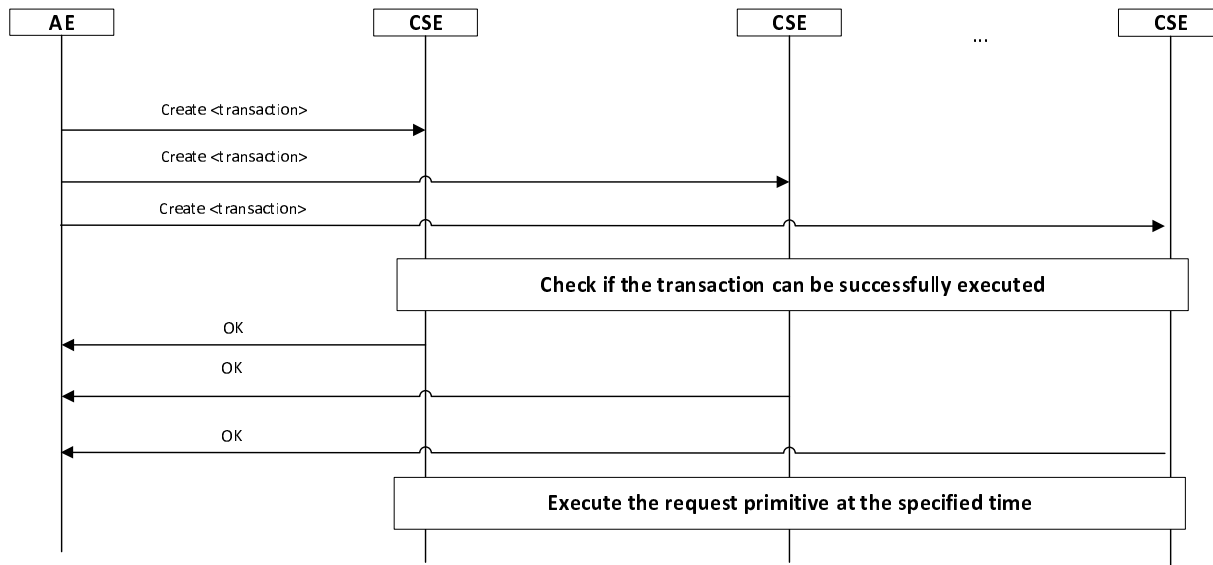 AE
CSE
CSE
...
CSE
Create <transaction>
Create <transaction>
Create <transaction>
Check if the transaction can be successfully executed
OK
OK
OK
Execute the request primitive at the specified time